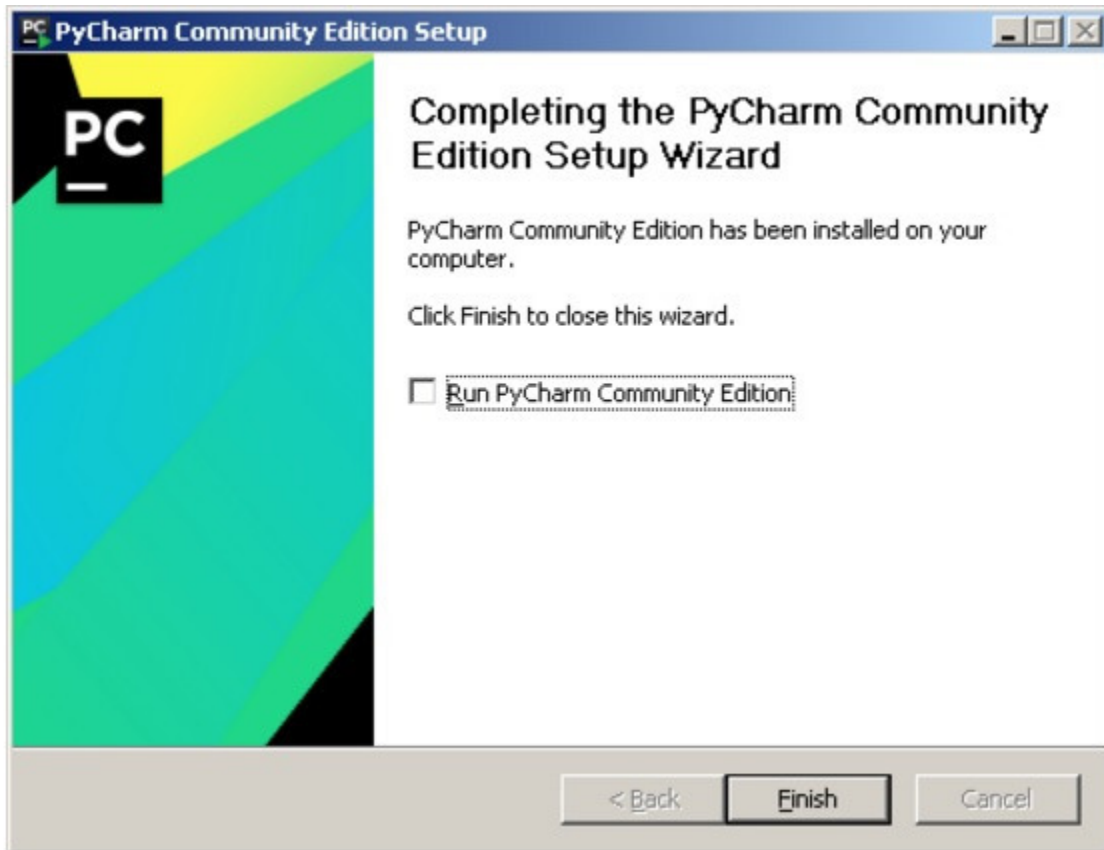 PyCharm Community Edition Setup
PC
Completing the PyCharm Community
Edition Setup Wizard
PyCharm Community Edition has been installed on your
computer.
Click Finish to close this wizard.
Run PyCharm Community Edition
< Back
Finish
Cancel